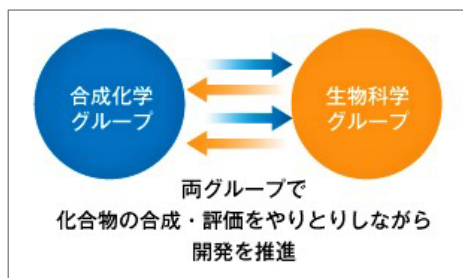 合成化学
グループ
生物科学
グループ
両グループで
化合物の合成・評価をやりとりしながら
開発を推進